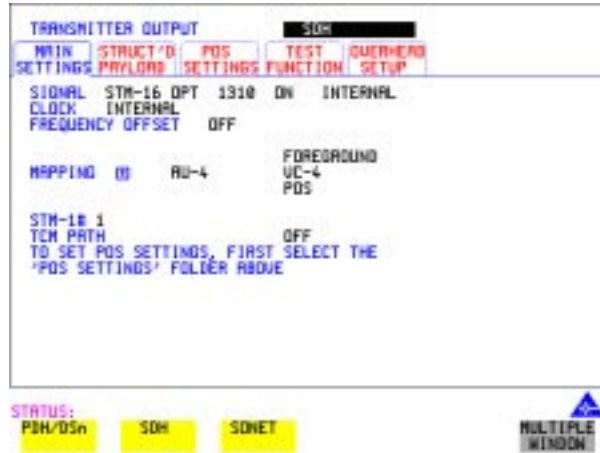 TRANSMITTER OUTPUT SDH
MAIN SETTINGS STRUCT'D PAYLOAD POS SETTINGS TEST FUNCTION OVERHEAD SETUP
SIGNAL STM-16 OPT 1310 ON INTERNAL
CLOCK INTERNAL
FREQUENCY OFFSET OFF
FOREGROUND
MAPPING AU-4 VC-4
POS
STM-1# 1
TCM PATH OFF
TO SET POS SETTINGS, FIRST SELECT THE
'POS SETTINGS' FOLDER ABOVE
STATUS:
PDH/DSn SDH SONET MULTIPLE WINDOW